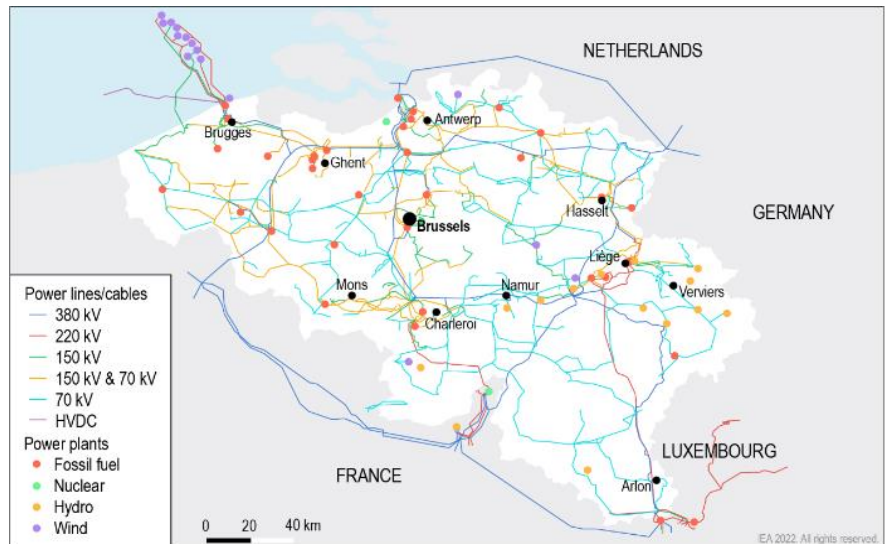 NETHERLANDS
Brugges
Antwerp
Ghent
Hasselt
GERMANY
Brussels
Liège
Mons
Namur
Verviers
Charleroi
Power lines/cables
380 kV
220 kV
150 kV
150 kV & 70 kV
70 kV
HVDC
Power plants
Fossil fuel
Nuclear
Hydro
Wind
FRANCE
LUXEMBOURG
Arlon
0 20 40 km
IEA 2022. All rights reserved.